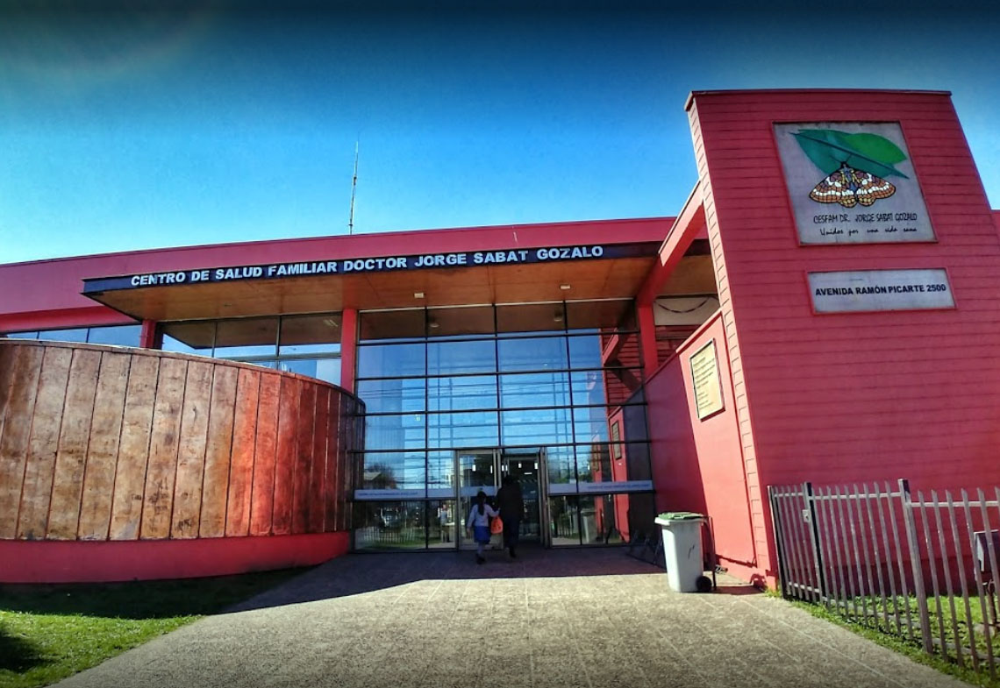 CENTRO DE SALUD FAMILIAR DOCTOR JORGE SABAT GOZALO
CESFAM DR. JORGE SABAT GOZALO
Unidos por una vida sana
AVENIDA RAMÓN PICARTE 2500